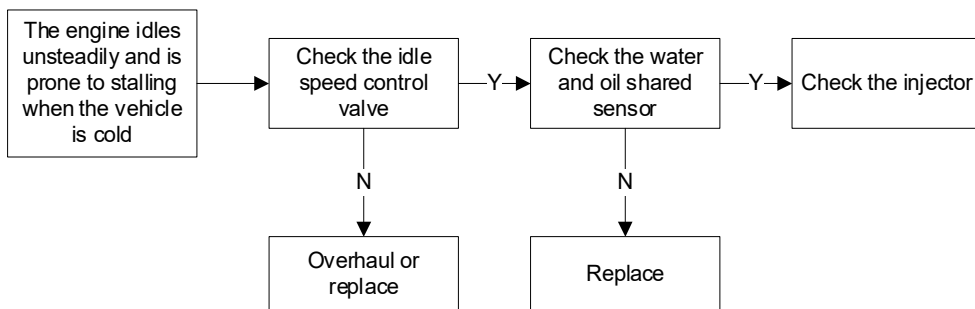 The engine idles
unsteadily and is
prone to stalling
when the vehicle
is cold
Check the idle
speed control
valve
Y
Check the water
and oil shared
sensor
Y
Check the injector
N
N
Overhaul or
replace
Replace